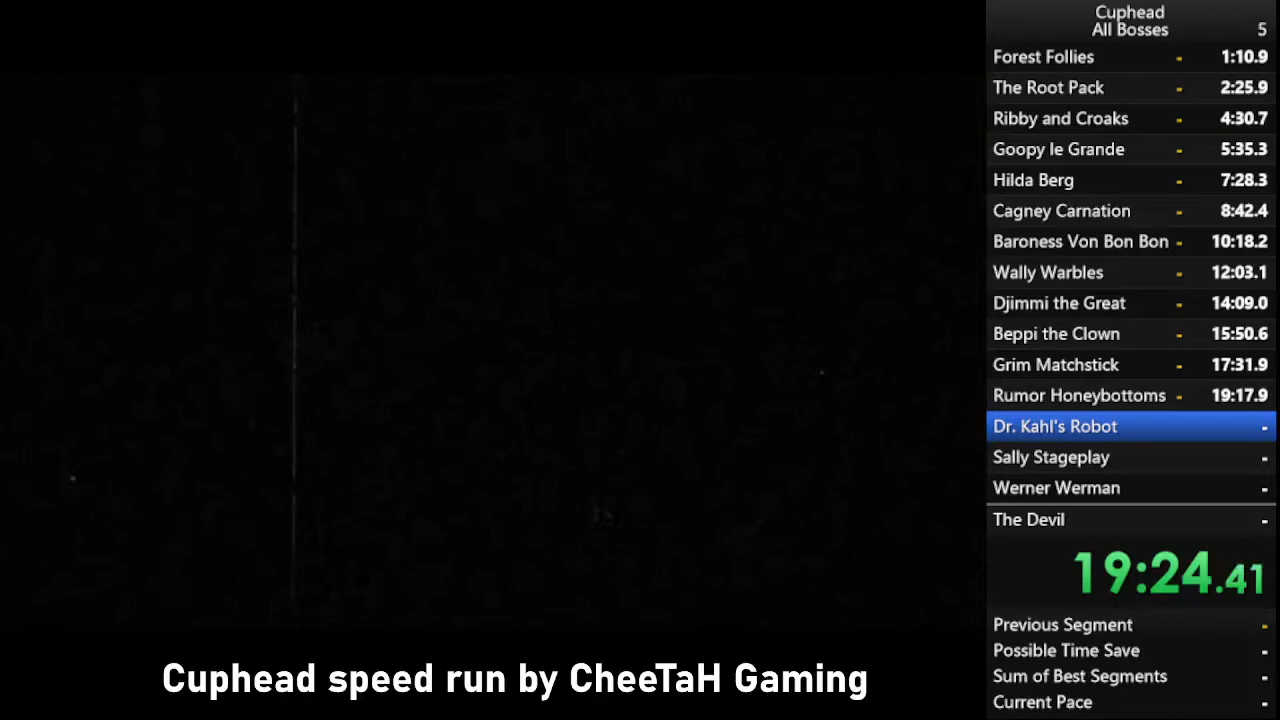 Cuphead
All Bosses 5
Forest Follies - 1:10.9
The Root Pack - 2:25.9
Ribby and Croaks - 4:30.7
Goopy le Grande - 5:35.3
Hilda Berg - 7:28.3
Cagney Carnation - 8:42.4
Baroness Von Bon Bon - 10:18.2
Wally Warbles - 12:03.1
Djimmi the Great - 14:09.0
Beppi the Clown - 15:50.6
Grim Matchstick - 17:31.9
Rumor Honeybottoms - 19:17.9
Dr. Kahl's Robot -
Sally Stageplay -
Werner Werman -
The Devil -
19:24.41
Previous Segment -
Possible Time Save -
Sum of Best Segments -
Current Pace -
Cuphead speed run by CheeTaH Gaming